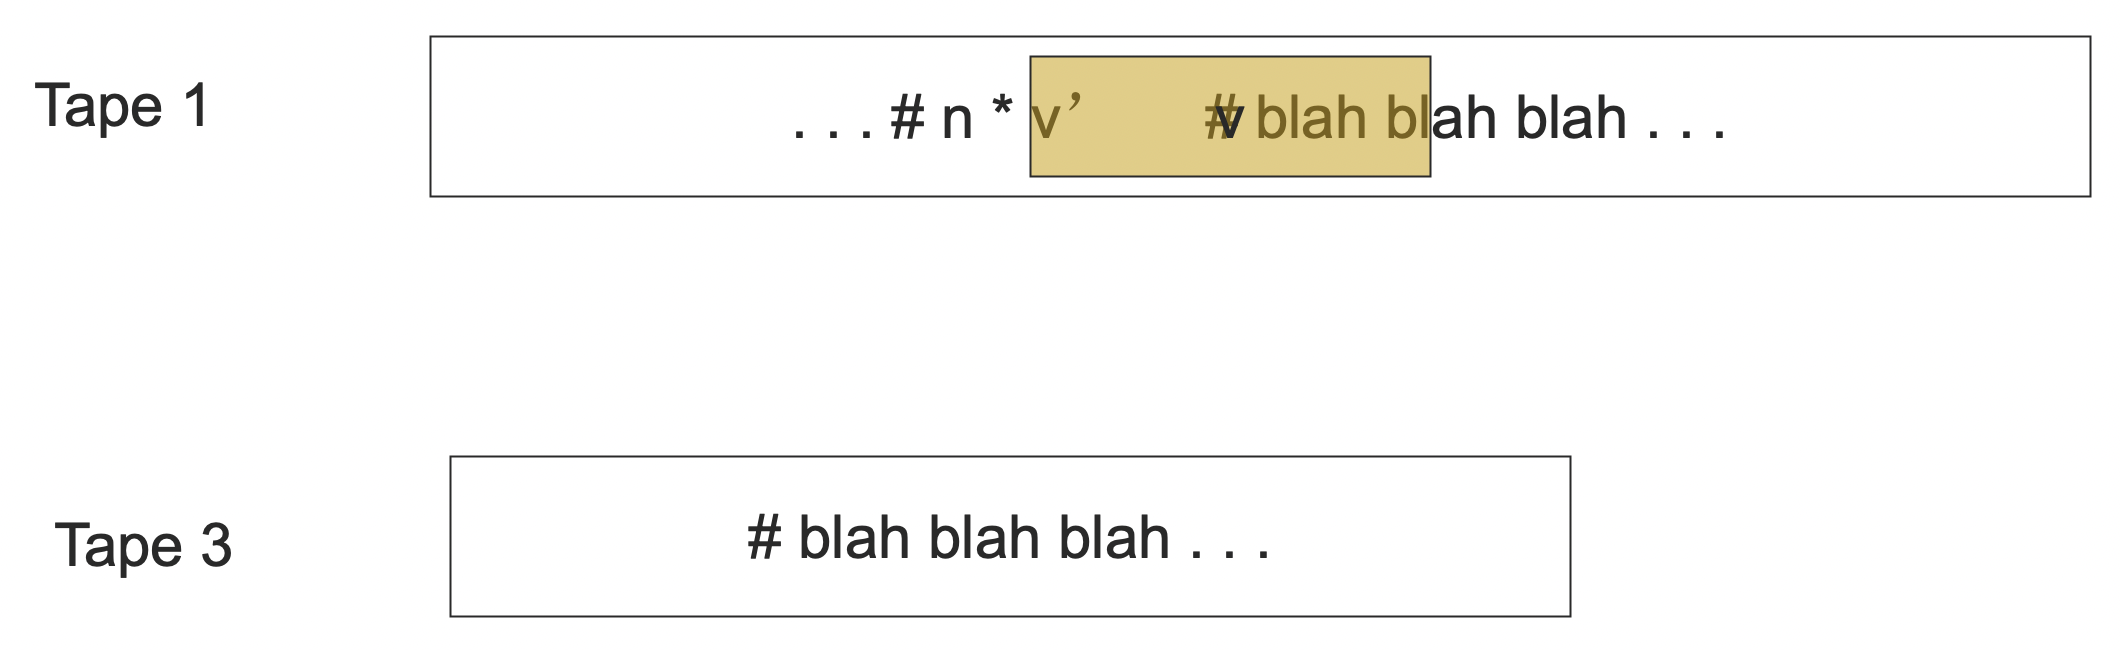 Tape 1
. . . # n * v’ # v blah blah blah . . .
Tape 3
# blah blah blah . . .